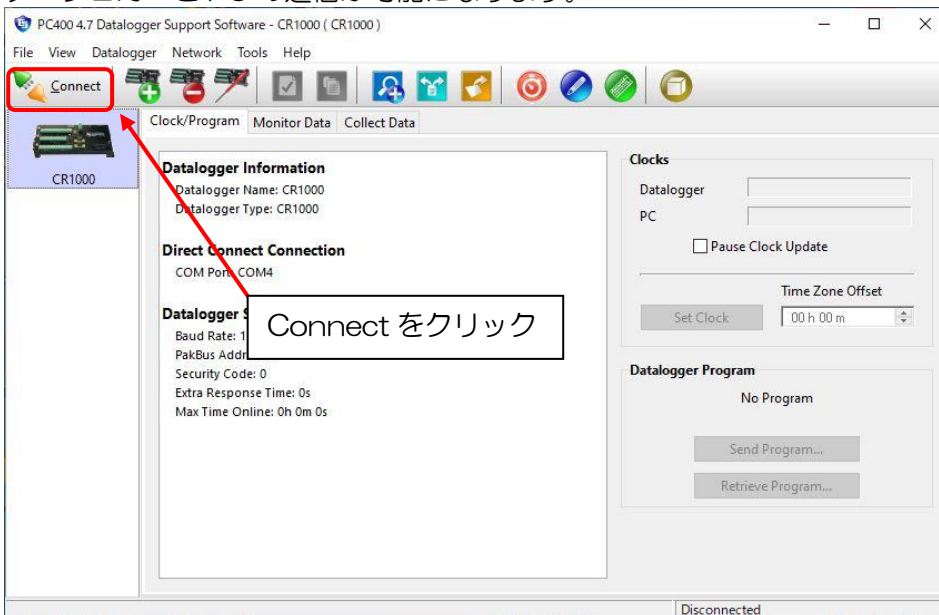 PC400 4.7 Datalogger Support Software - CR1000 ( CR1000 )
File View Datalogger Network Tools Help
Connect
CR1000
Clock/Program Monitor Data Collect Data
Datalogger Information
Datalogger Name: CR1000
Datalogger Type: CR1000
Direct Connect Connection
COM Port: COM4
Datalogger S
Baud Rate: 1
PakBus Addr
Security Code: 0
Extra Response Time: 0s
Max Time Online: 0h 0m 0s
Connect をクリック
Clocks
Datalogger
PC
Pause Clock Update
Time Zone Offset
Set Clock 00 h 00 m
Datalogger Program
No Program
Send Program...
Retrieve Program...
Disconnected